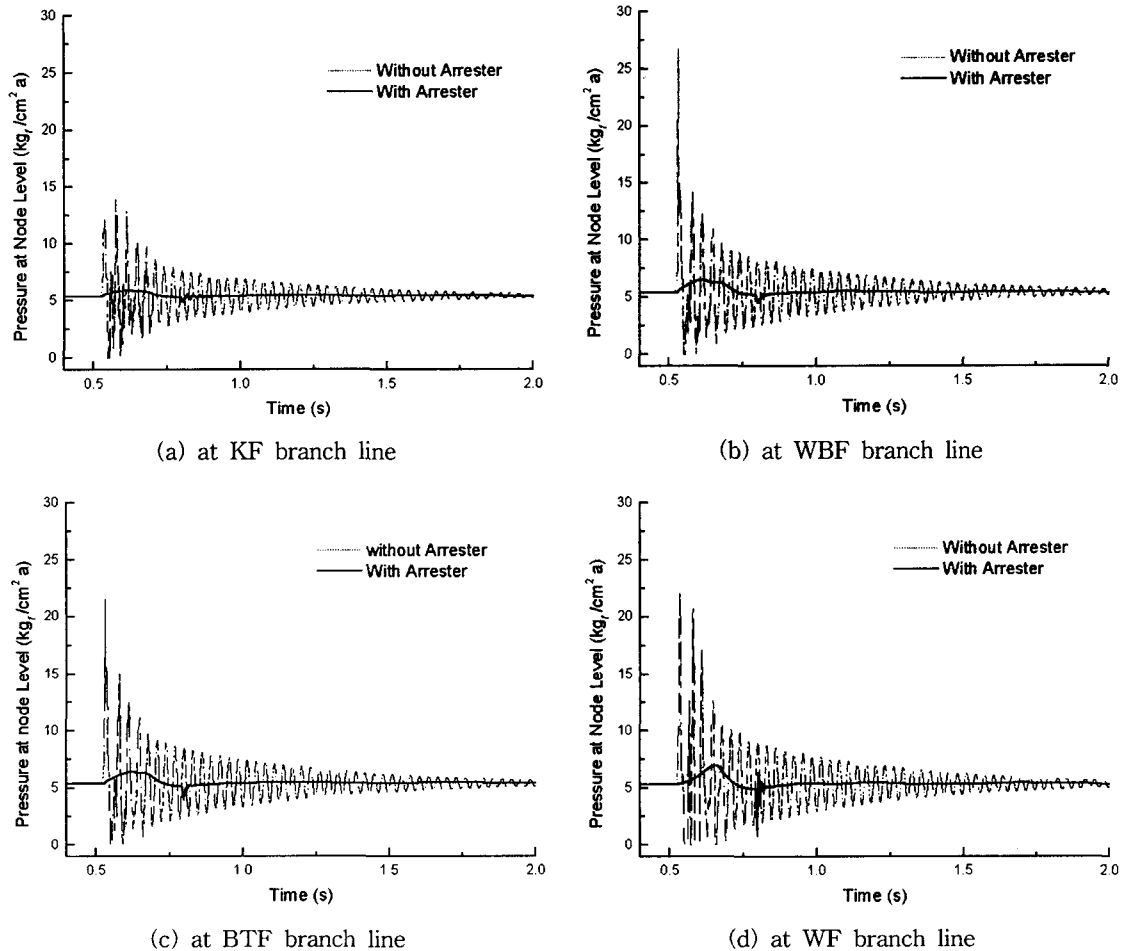 30
25
20
15
10
5
0
Pressure at Node Level (kgf/cm² a)
Without Arrester
With Arrester
0.5 1.0 1.5 2.0
Time (s)
(a) at KF branch line
30
25
20
15
10
5
0
Pressure at Node Level (kgf/cm² a)
Without Arrester
With Arrester
0.5 1.0 1.5 2.0
Time (s)
(b) at WBF branch line
30
25
20
15
10
5
0
Pressure at node Level (kgf/cm² a)
without Arrester
With Arrester
0.5 1.0 1.5 2.0
Time (s)
(c) at BTF branch line
30
25
20
15
10
5
0
Pressure at Node Level (kgf/cm² a)
Without Arrester
With Arrester
0.5 1.0 1.5 2.0
Time (s)
(d) at WF branch line